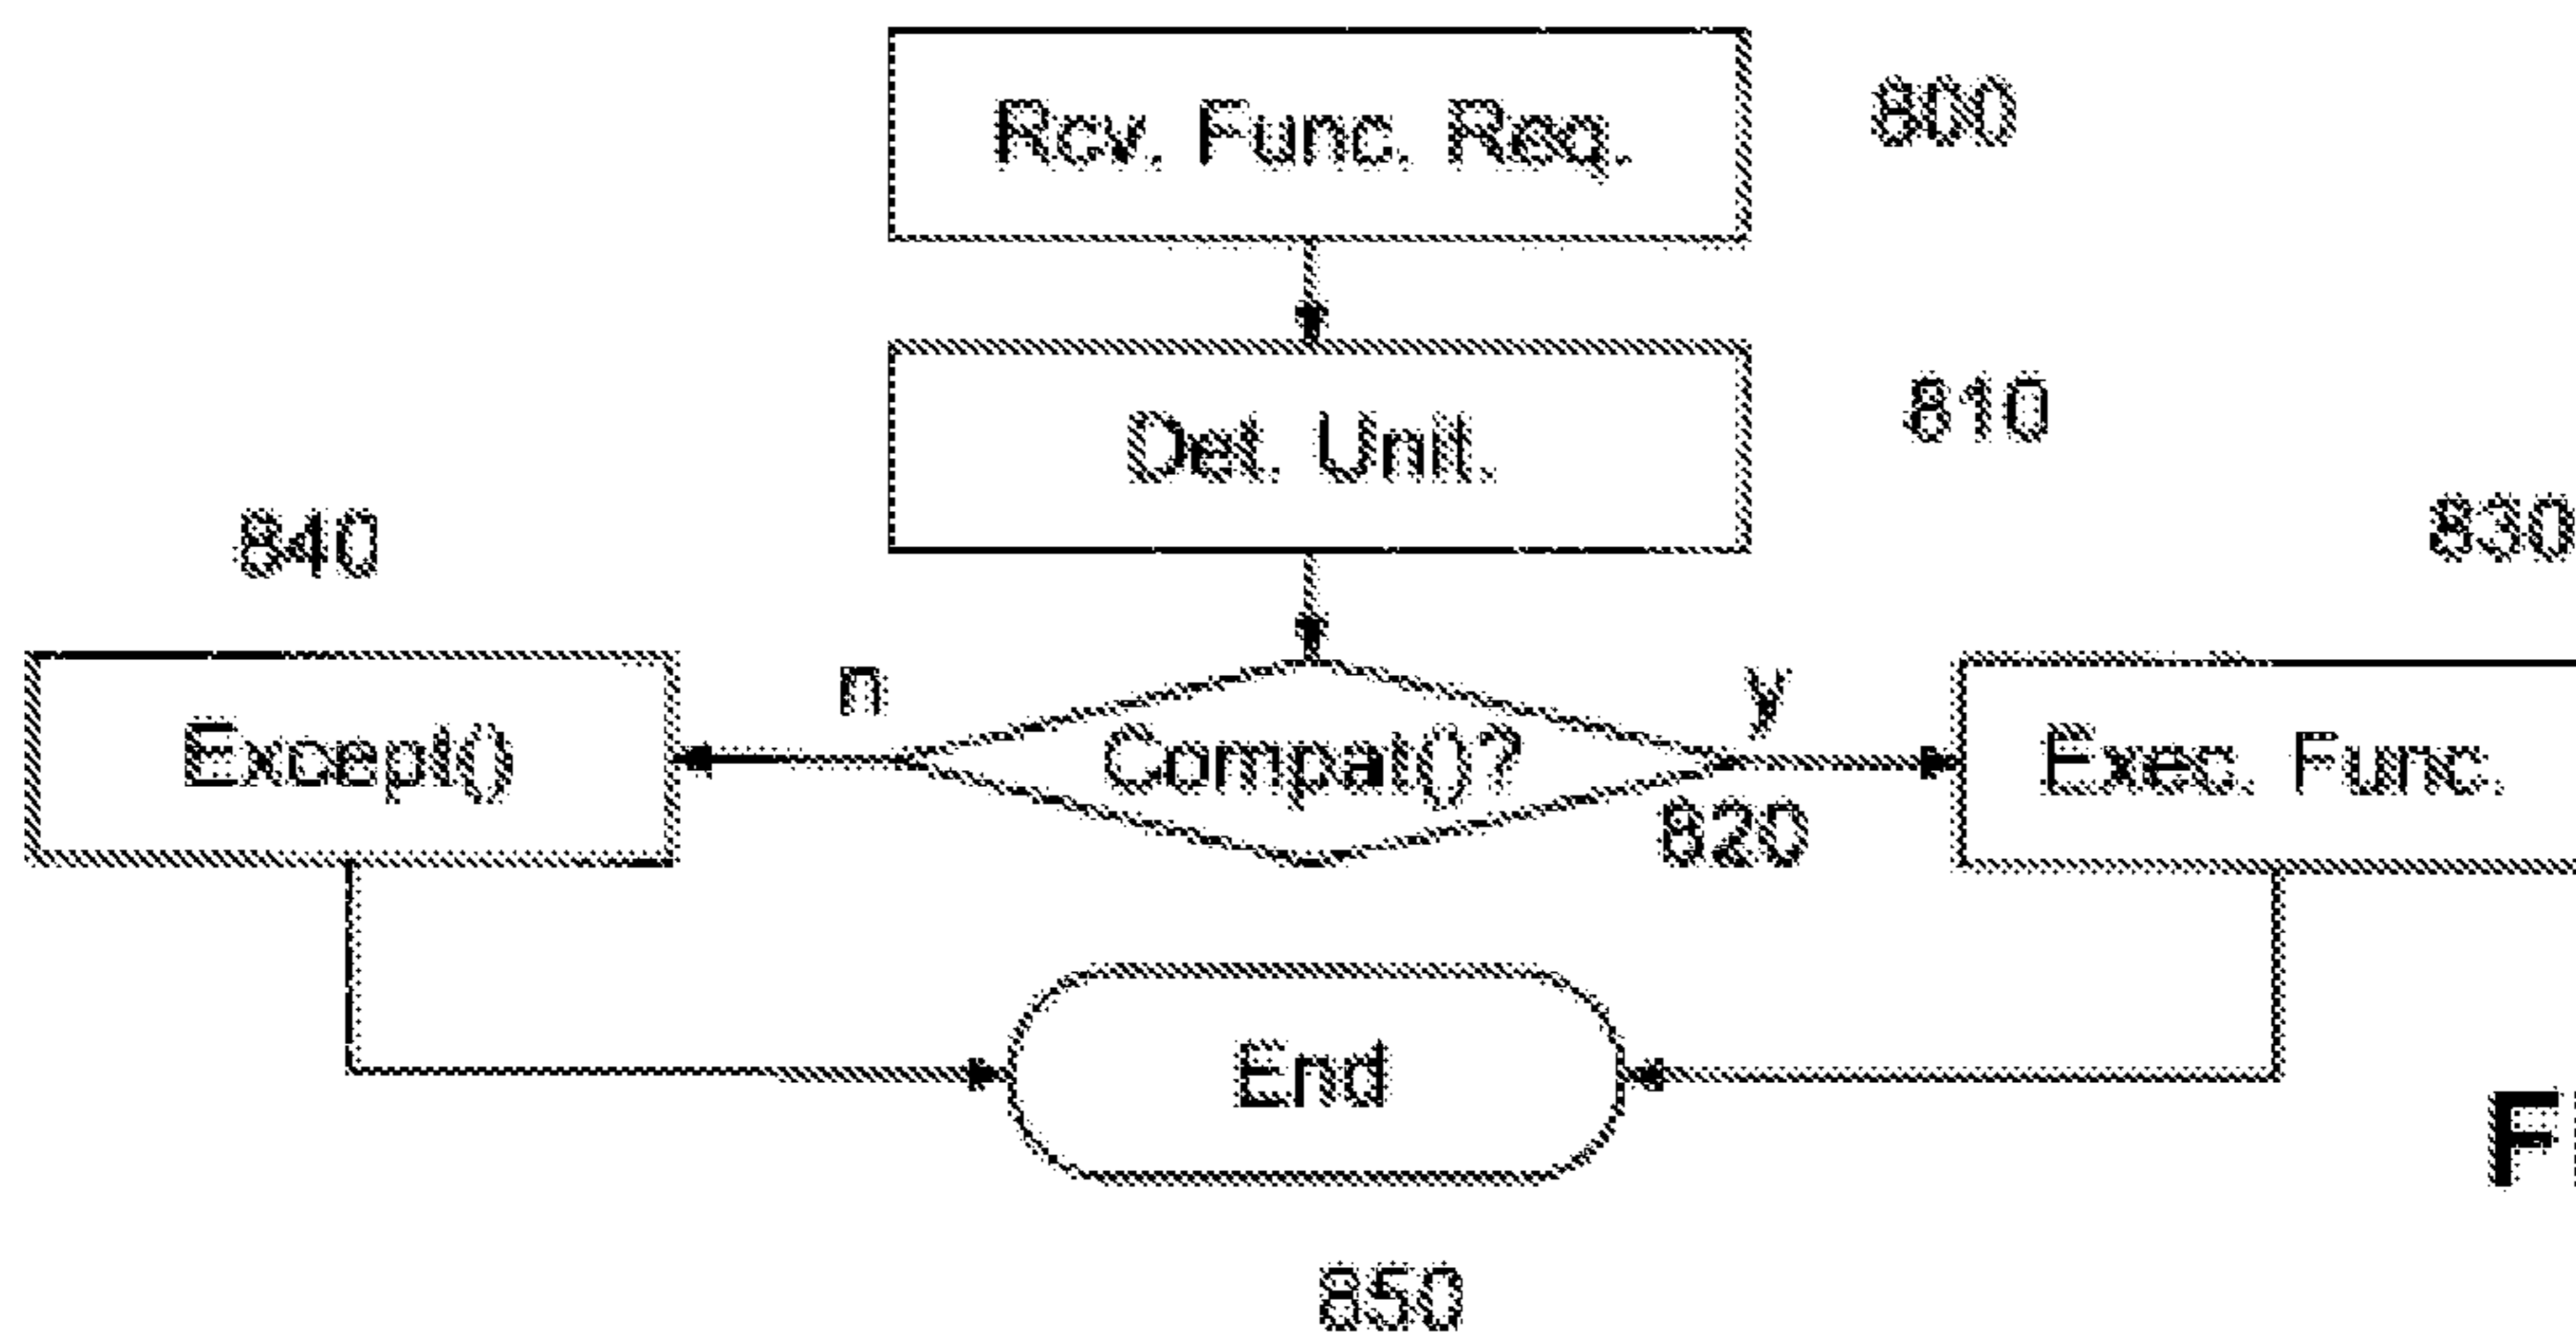 Rcv. Func. Req.
800
Det. Unit.
810
840
830
Except()
n
Compat()?
y
820
Exec. Func.
End
850